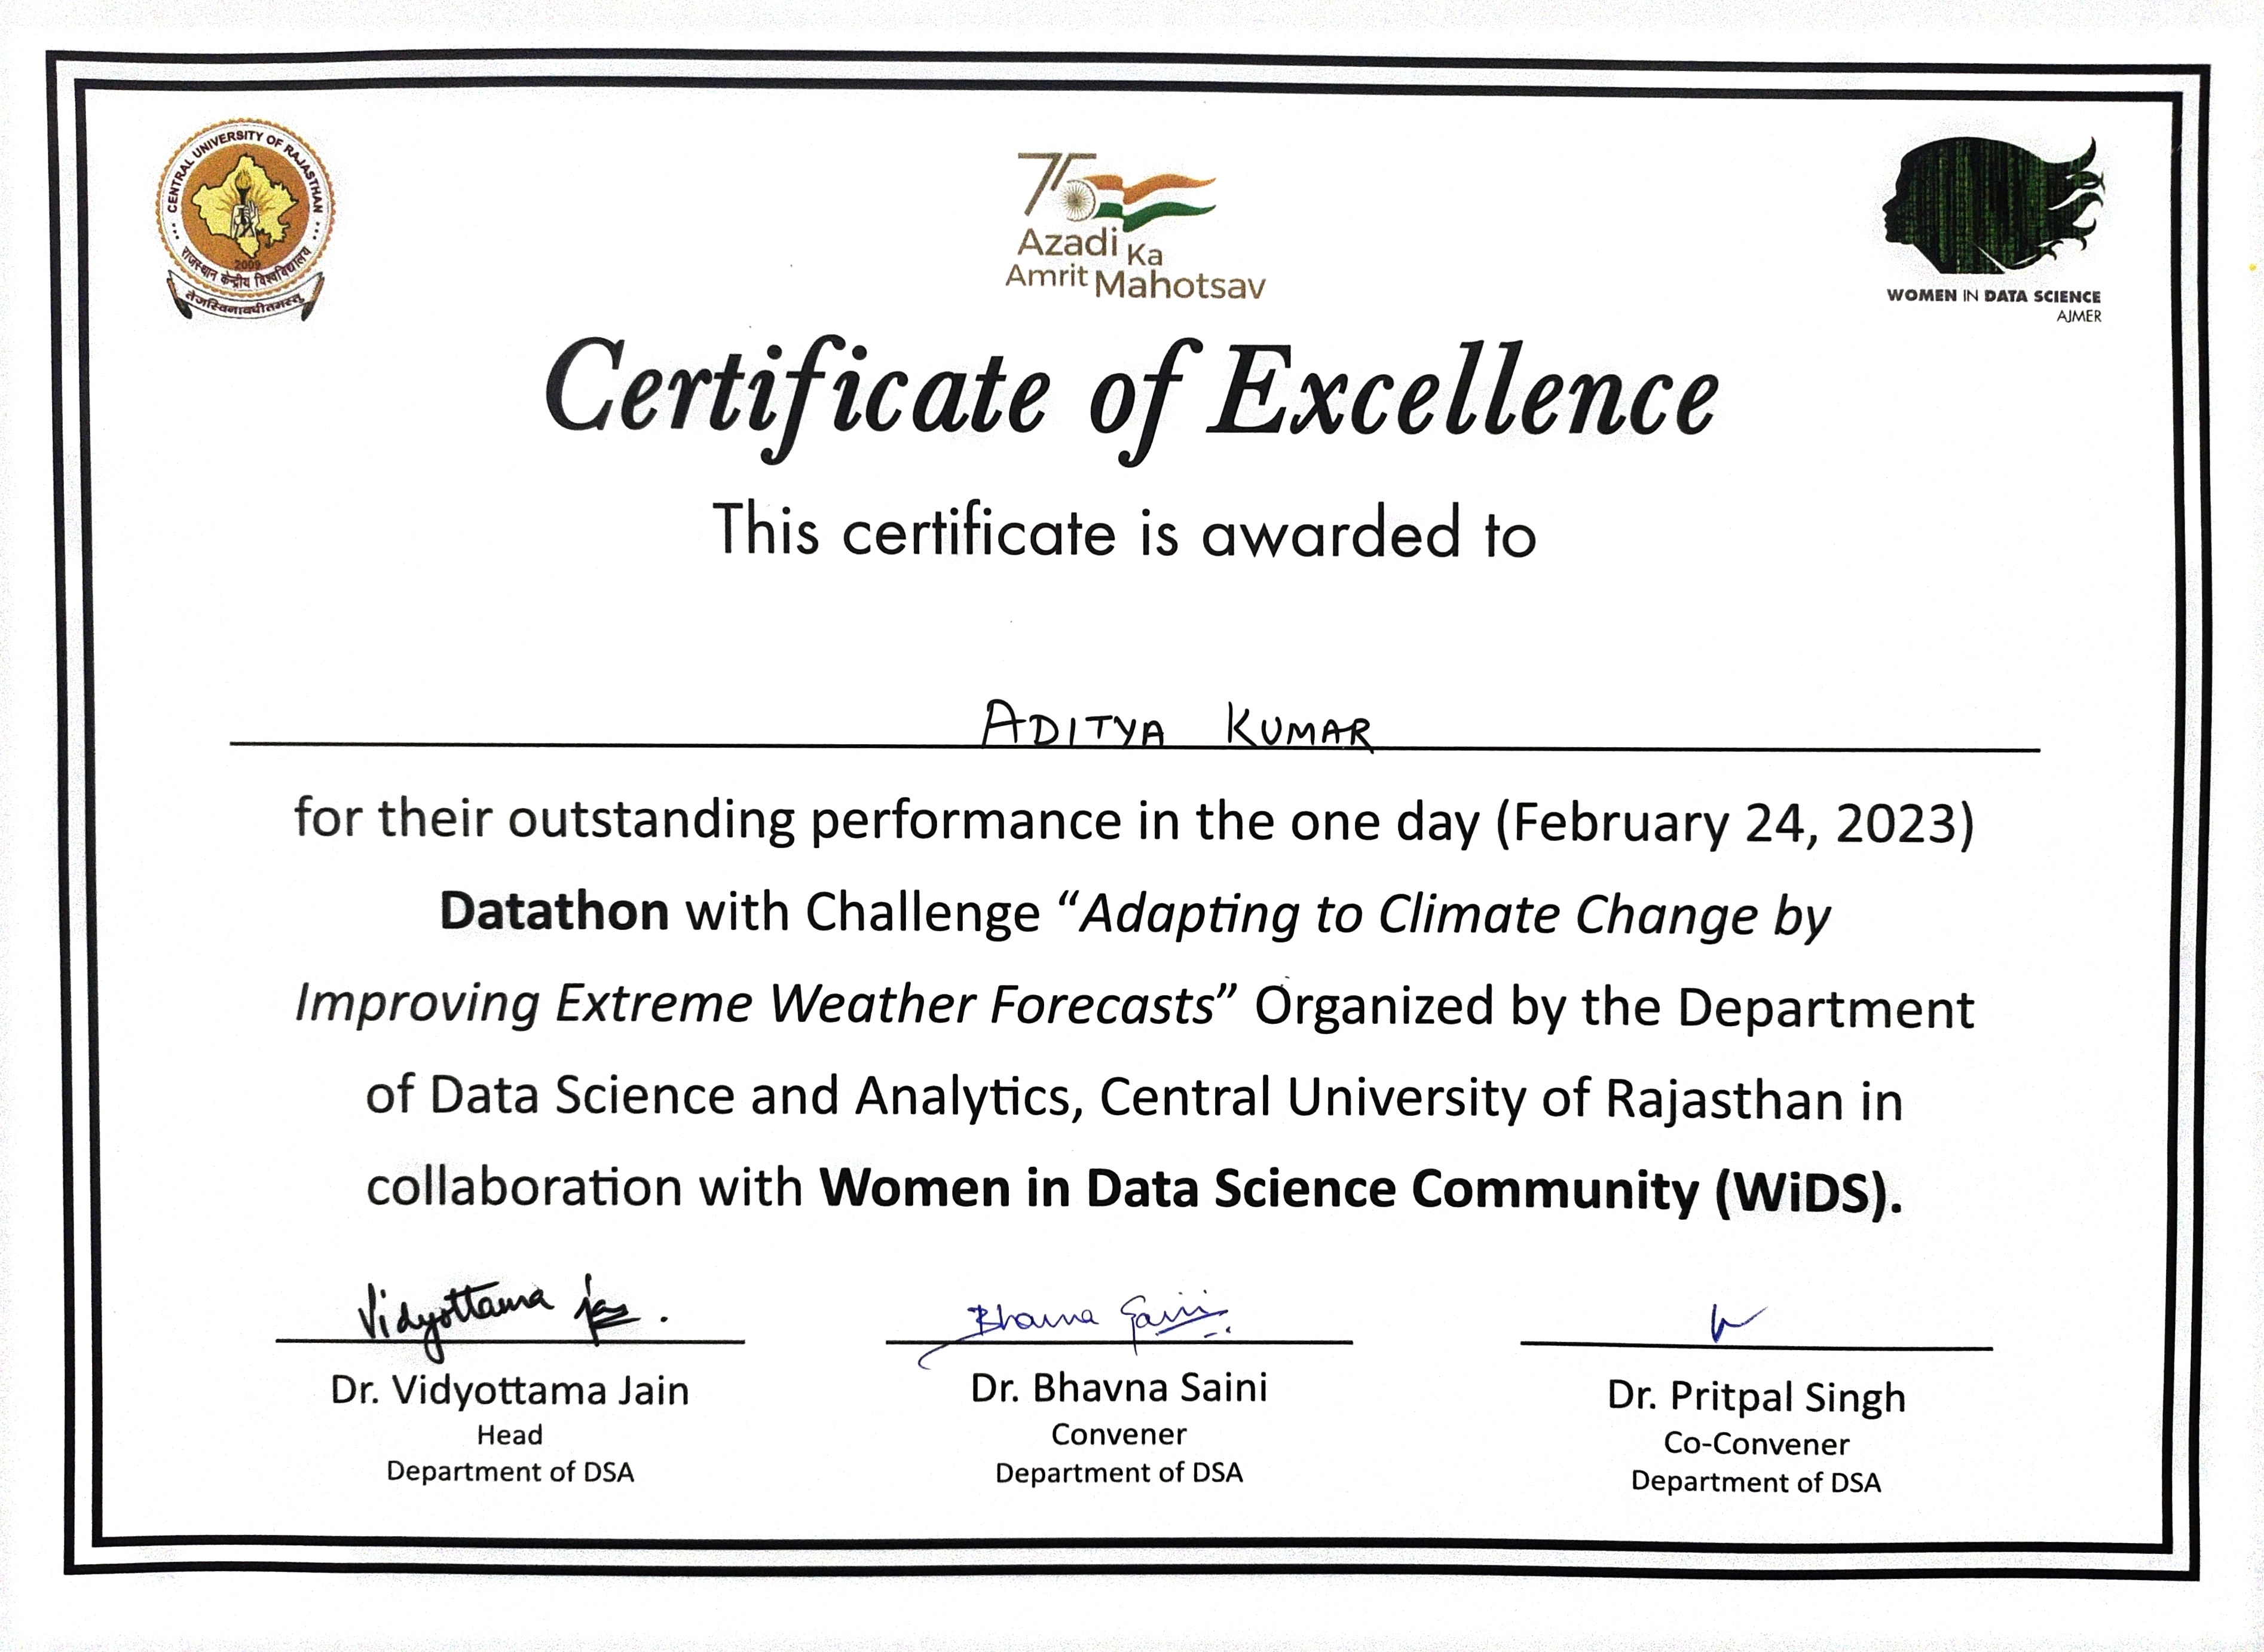 CENTRAL UNIVERSITY OF RAJASTHAN
2009
राजस्थान केन्द्रीय विश्वविद्यालय
तेजस्विनावधीतमस्तु
75
Azadi Ka
Amrit Mahotsav
WOMEN IN DATA SCIENCE
AJMER
Certificate of Excellence
This certificate is awarded to
ADITYA KUMAR
for their outstanding performance in the one day (February 24, 2023)
Datathon with Challenge “Adapting to Climate Change by
Improving Extreme Weather Forecasts” Organized by the Department
of Data Science and Analytics, Central University of Rajasthan in
collaboration with Women in Data Science Community (WiDS).
Vidyottama Jain. Bhavna Saini
Dr. Vidyottama Jain Dr. Bhavna Saini Dr. Pritpal Singh
Head Convener Co-Convener
Department of DSA Department of DSA Department of DSA